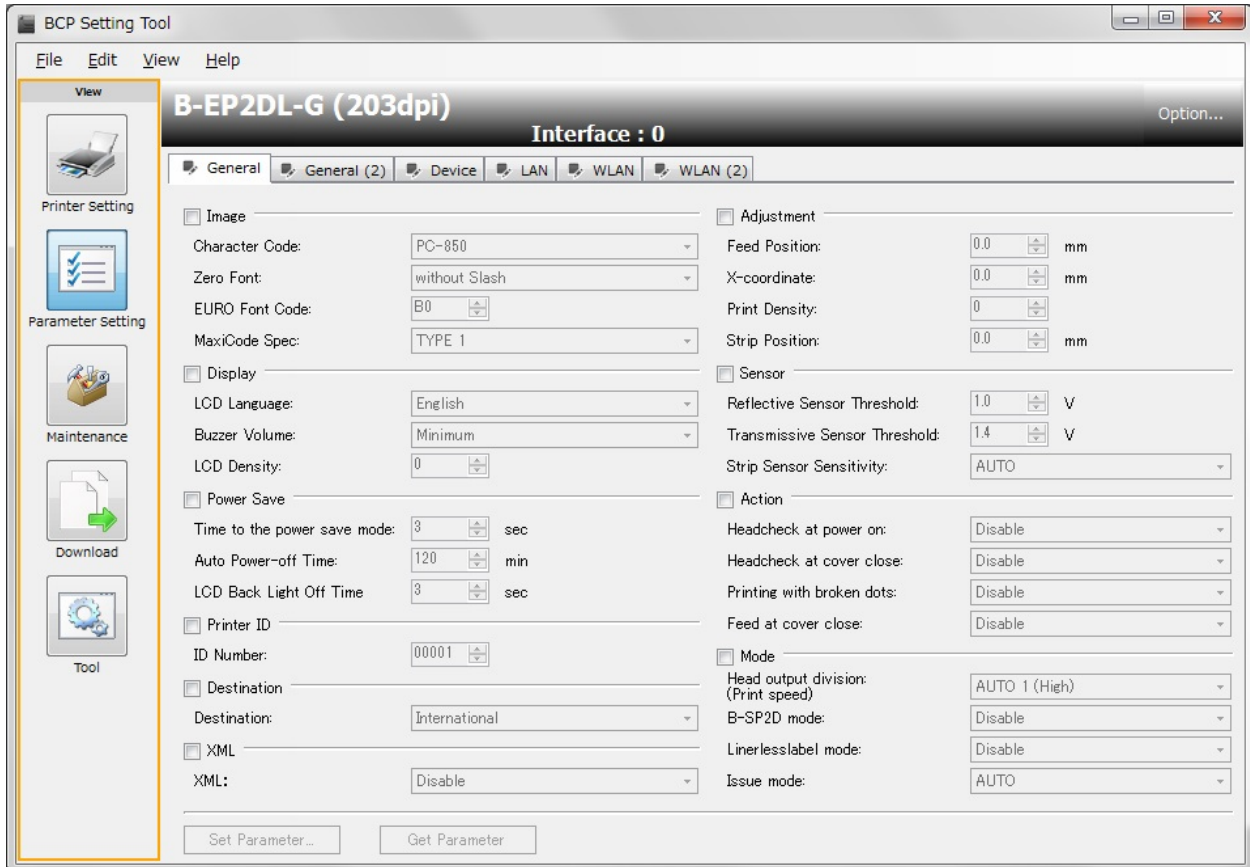 BCP Setting Tool
File Edit View Help
View
Printer Setting
Parameter Setting
Maintenance
Download
Tool
B-EP2DL-G (203dpi)
Interface : 0
Option...
General General (2) Device LAN WLAN WLAN (2)
Image
Character Code: PC-850
Zero Font: without Slash
EURO Font Code: B0
MaxiCode Spec: TYPE 1
Display
LCD Language: English
Buzzer Volume: Minimum
LCD Density: 0
Power Save
Time to the power save mode: 3 sec
Auto Power-off Time: 120 min
LCD Back Light Off Time 3 sec
Printer ID
ID Number: 00001
Destination
Destination: International
XML
XML: Disable
Adjustment
Feed Position: 0.0 mm
X-coordinate: 0.0 mm
Print Density: 0
Strip Position: 0.0 mm
Sensor
Reflective Sensor Threshold: 1.0 V
Transmissive Sensor Threshold: 1.4 V
Strip Sensor Sensitivity: AUTO
Action
Headcheck at power on: Disable
Headcheck at cover close: Disable
Printing with broken dots: Disable
Feed at cover close: Disable
Mode
Head output division:
(Print speed) AUTO 1 (High)
B-SP2D mode: Disable
Linerlesslabel mode: Disable
Issue mode: AUTO
Set Parameter... Get Parameter